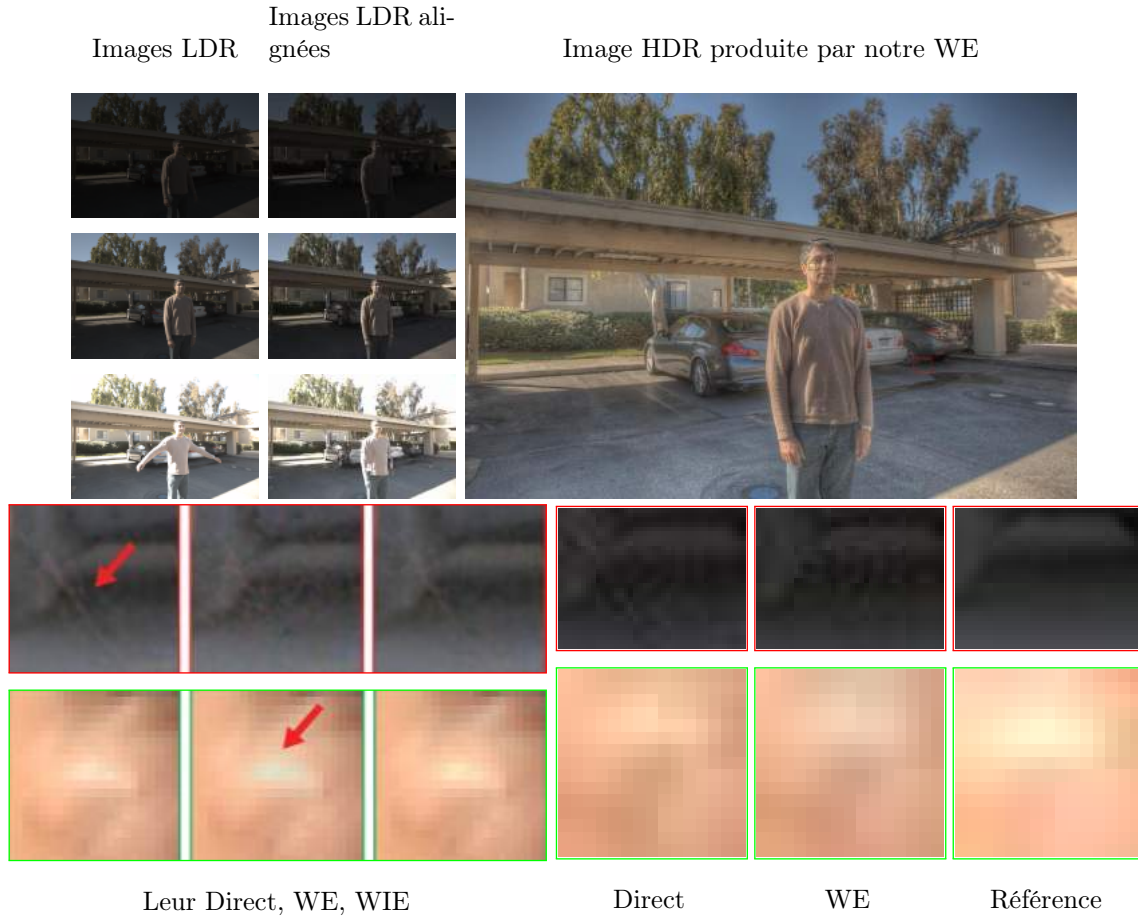 Images LDR
Images LDR ali-
gnées
Image HDR produite par notre WE
Leur Direct, WE, WIE
Direct
WE
Référence